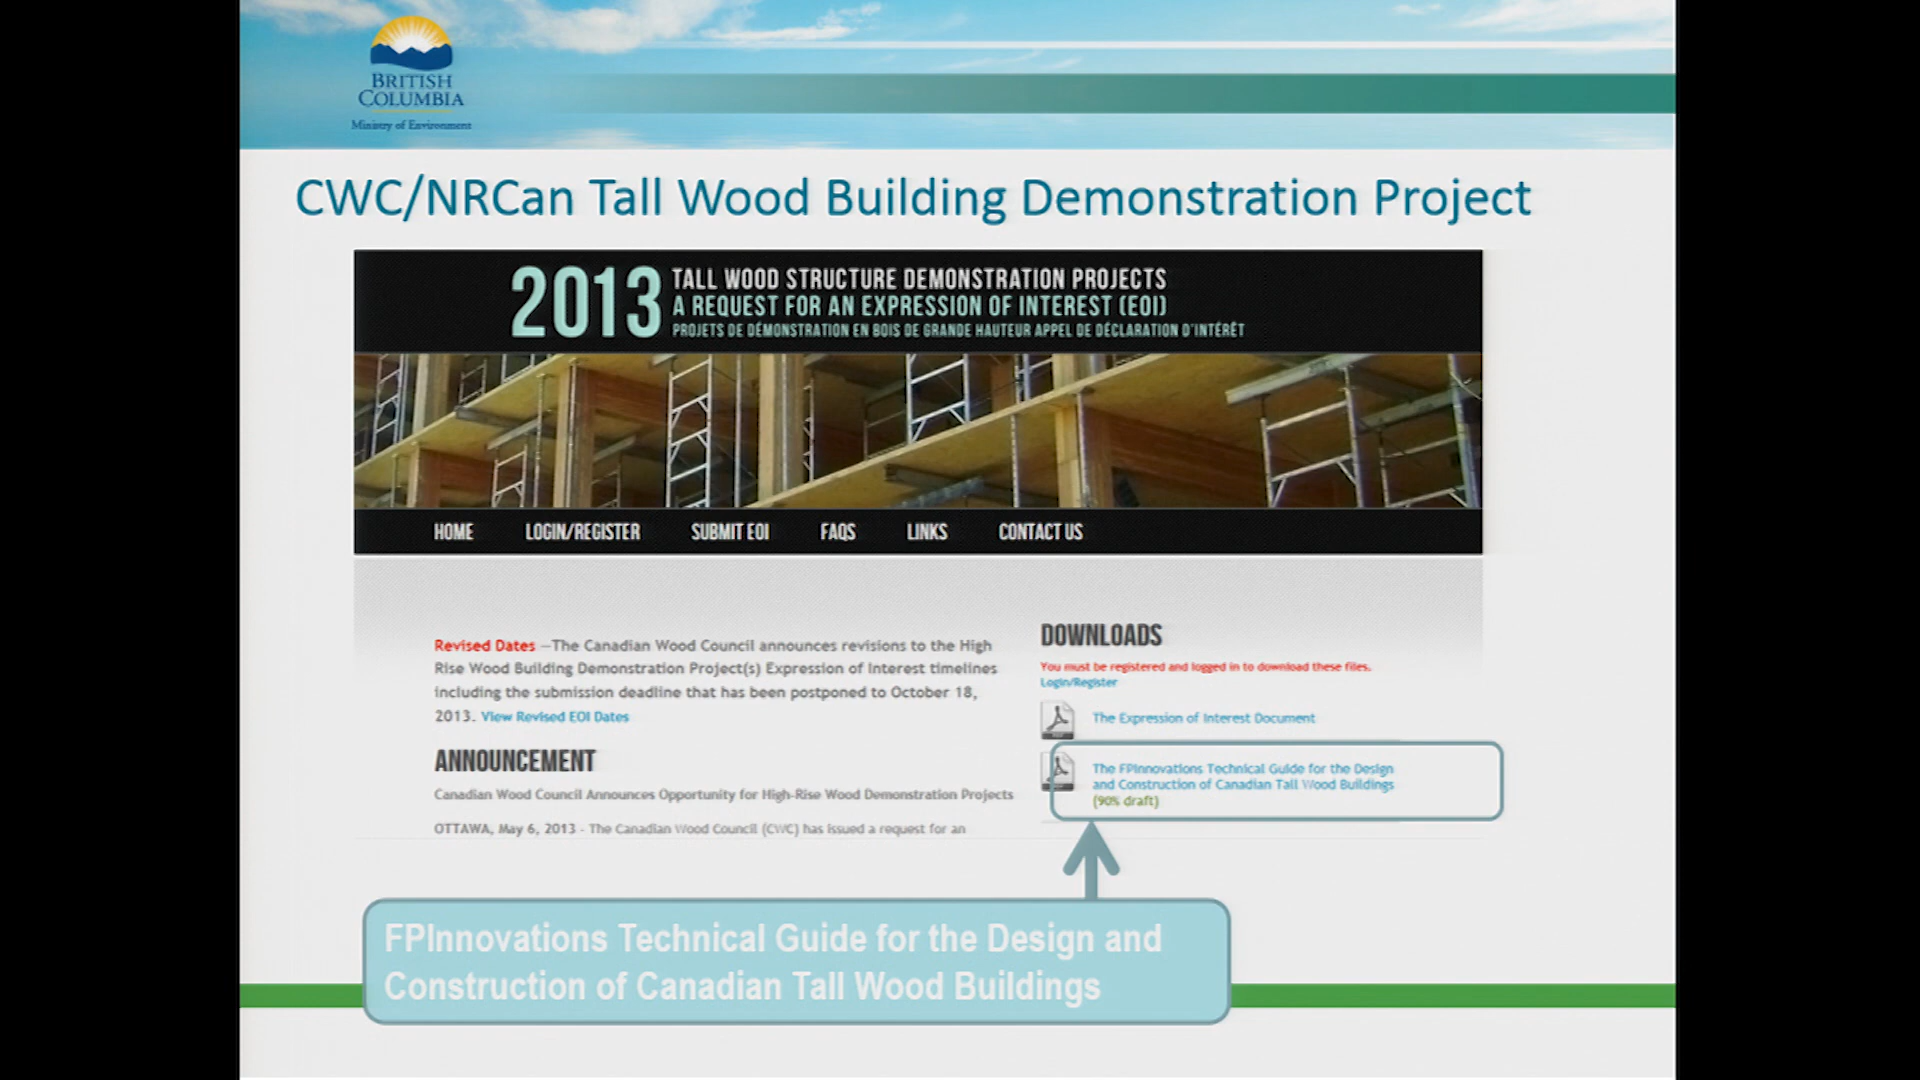 BRITISH
COLUMBIA
Ministry of Environment
CWC/NRCan Tall Wood Building Demonstration Project
2013
TALL WOOD STRUCTURE DEMONSTRATION PROJECTS
A REQUEST FOR AN EXPRESSION OF INTEREST (EOI)
PROJETS DE DÉMONSTRATION EN BOIS DE GRANDE HAUTEUR APPEL DE DÉCLARATION D'INTÉRÊT
HOME LOGIN/REGISTER SUBMIT EOI FAQS LINKS CONTACT US
Revised Dates —The Canadian Wood Council announces revisions to the High
Rise Wood Building Demonstration Project(s) Expression of Interest timelines
including the submission deadline that has been postponed to October 18,
2013. View Revised EOI Dates
ANNOUNCEMENT
Canadian Wood Council Announces Opportunity for High-Rise Wood Demonstration Projects
OTTAWA, May 6, 2013 - The Canadian Wood Council (CWC) has issued a request for an
DOWNLOADS
You must be registered and logged in to download these files.
Login/Register
The Expression of Interest Document
The FPInnovations Technical Guide for the Design
and Construction of Canadian Tall Wood Buildings
(90% draft)
FPInnovations Technical Guide for the Design and
Construction of Canadian Tall Wood Buildings